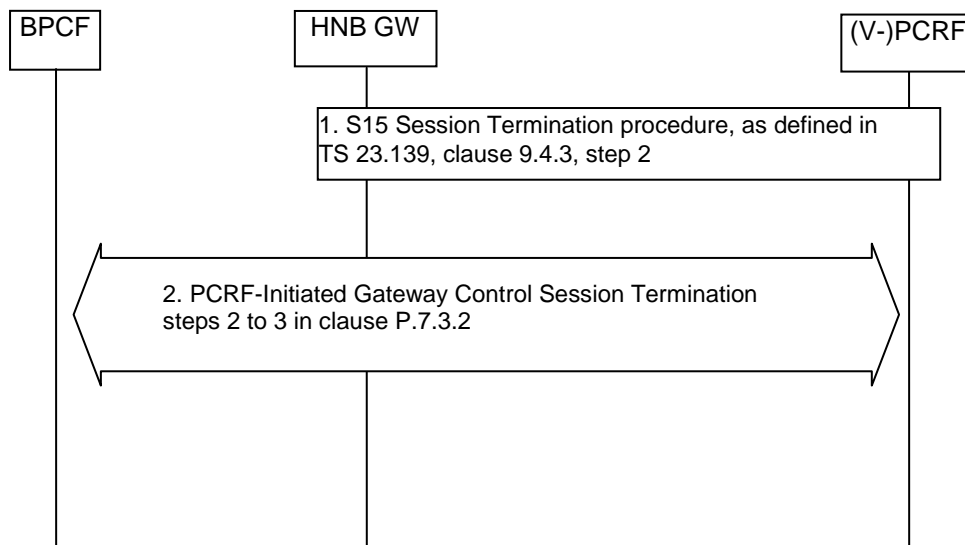 BPCF
HNB GW
(V-)PCRF
1. S15 Session Termination procedure, as defined in
TS 23.139, clause 9.4.3, step 2
2. PCRF-Initiated Gateway Control Session Termination
steps 2 to 3 in clause P.7.3.2